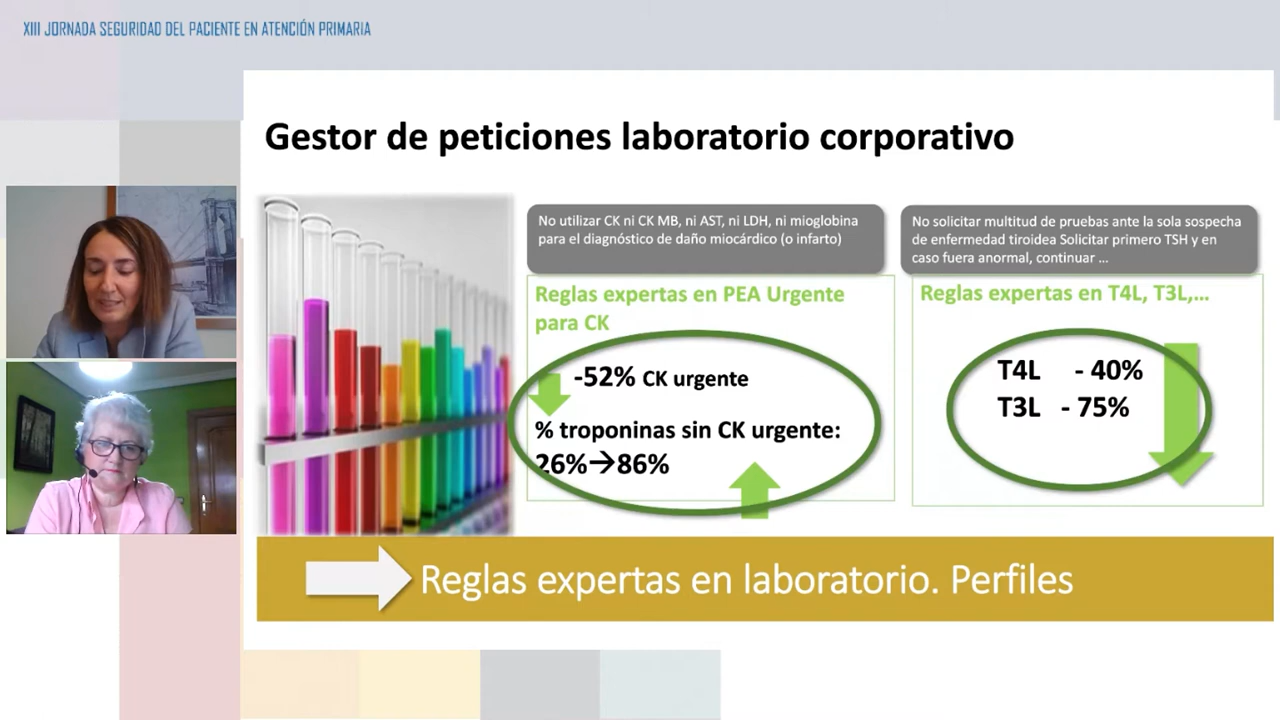 XIII JORNADA SEGURIDAD DEL PACIENTE EN ATENCIÓN PRIMARIA
Gestor de peticiones laboratorio corporativo
No utilizar CK ni CK MB, ni AST, ni LDH, ni mioglobina
para el diagnóstico de daño miocárdico (o infarto)
Reglas expertas en PEA Urgente
para CK
-52% CK urgente
% troponinas sin CK urgente:
26%→86%
No solicitar multitud de pruebas ante la sola sospecha
de enfermedad tiroidea Solicitar primero TSH y en
caso fuera anormal, continuar ...
Reglas expertas en T4L, T3L,...
T4L - 40%
T3L - 75%
Reglas expertas en laboratorio. Perfiles